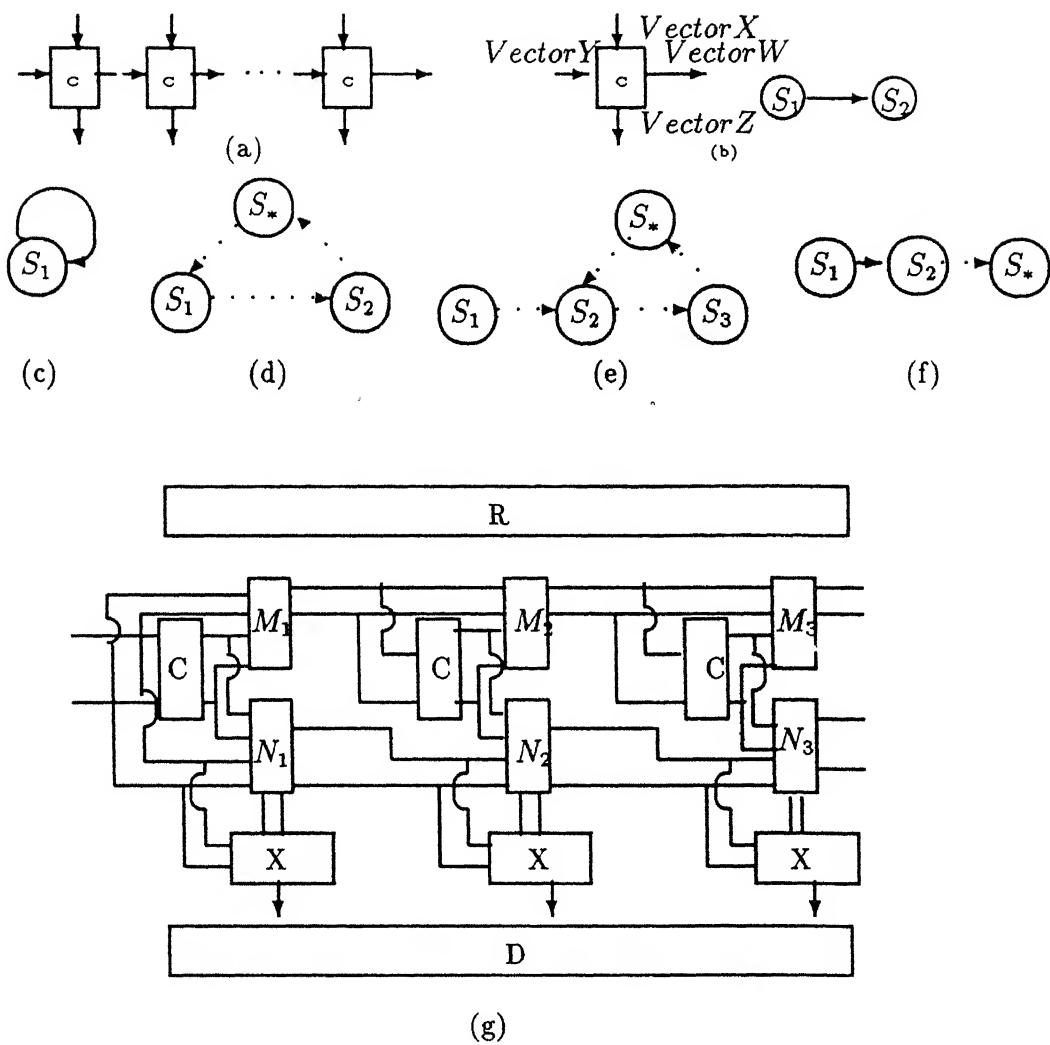 VectorX
VectorY VectorW
c c c c
S₁ S₂
VectorZ
(a) (b)
S₁ S* S₁ S₂
S* S₁ S₂ S₃
S₁ S₂ S*
(c) (d) (e) (f)
R
M₁ M₂ M₃
C C C
N₁ N₂ N₃
X X X
D
(g)